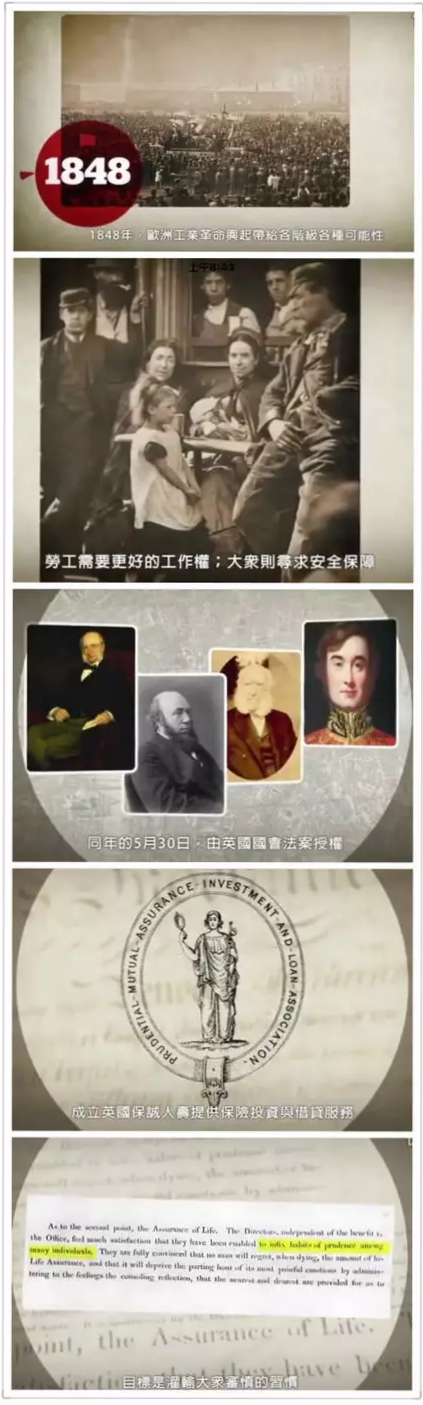 1848
1848年，歐洲工業革命興起帶給各階級各種可能性
上午8:43
勞工需要更好的工作權；大眾則尋求安全保障
同年的5月30日，由英國國會法案授權
PRUDENTIAL-MUTUAL-ASSURANCE-INVESTMENT-AND-LOAN-ASSOCIATION.
成立英國保誠人壽提供保險投資與借貸服務
As to the second point, the Assurance of Life. The Directors, independent of the benefit to
the Office, feel much satisfaction that they have been enabled to infix habits of prudence among
many individuals. They are fully convinced that no man will regret, when dying, the amount of his
Life Assurance, and that it will deprive the parting hour of its most painful emotions by adminis-
tering to the feelings the consoling reflection, that the nearest and dearest are provided for as to
point, the Assurance of Life.
satisfaction that they have been
目標是灌輸大眾審慎的習慣